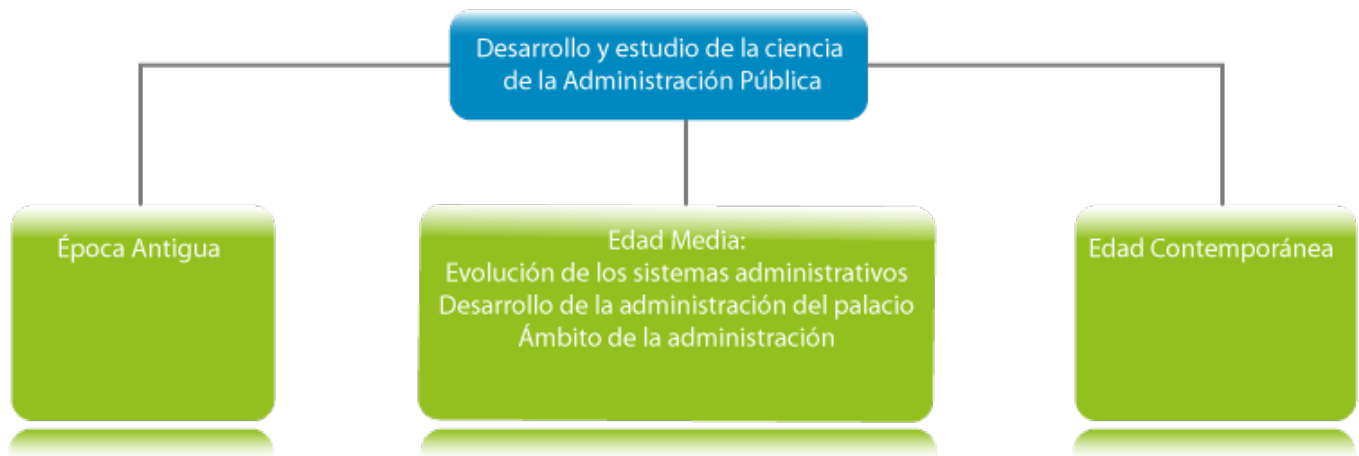 Desarrollo y estudio de la ciencia
de la Administración Pública
Época Antigua
Edad Media:
Evolución de los sistemas administrativos
Desarrollo de la administración del palacio
Ámbito de la administración
Edad Contemporánea